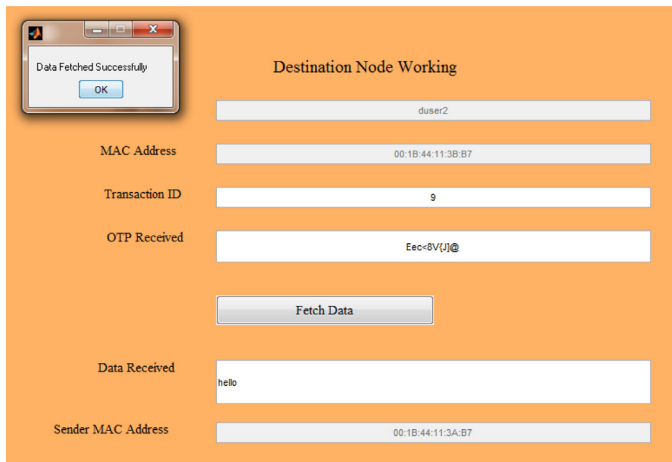 Data Fetched Successfully
OK
Destination Node Working
duser2
MAC Address 00:1B:44:11:3B:B7
Transaction ID 9
OTP Received Eec<8V{J]@
Fetch Data
Data Received hello
Sender MAC Address 00:1B:44:11:3A:B7